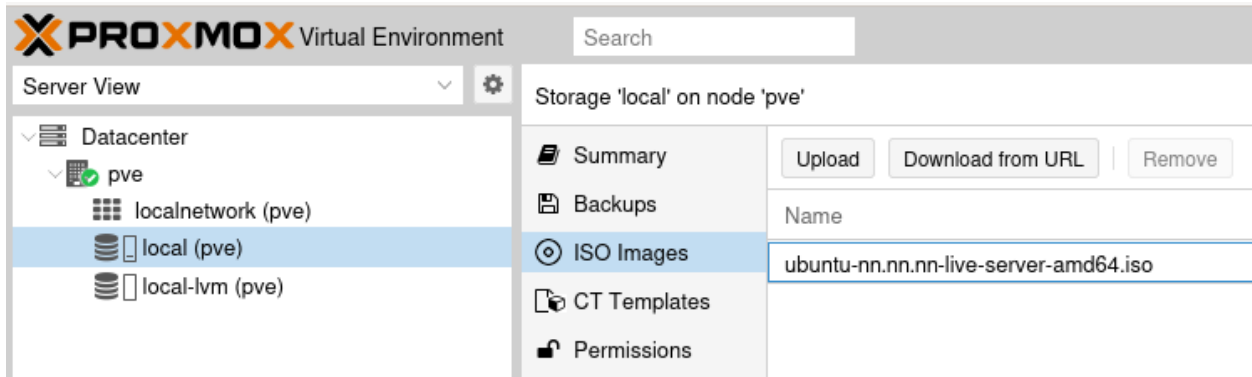 PROXMOX Virtual Environment
Search
Server View
Datacenter
pve
localnetwork (pve)
local (pve)
local-lvm (pve)
Storage 'local' on node 'pve'
Summary
Backups
ISO Images
CT Templates
Permissions
Upload
Download from URL
Remove
Name
ubuntu-nn.nn.nn-live-server-amd64.iso